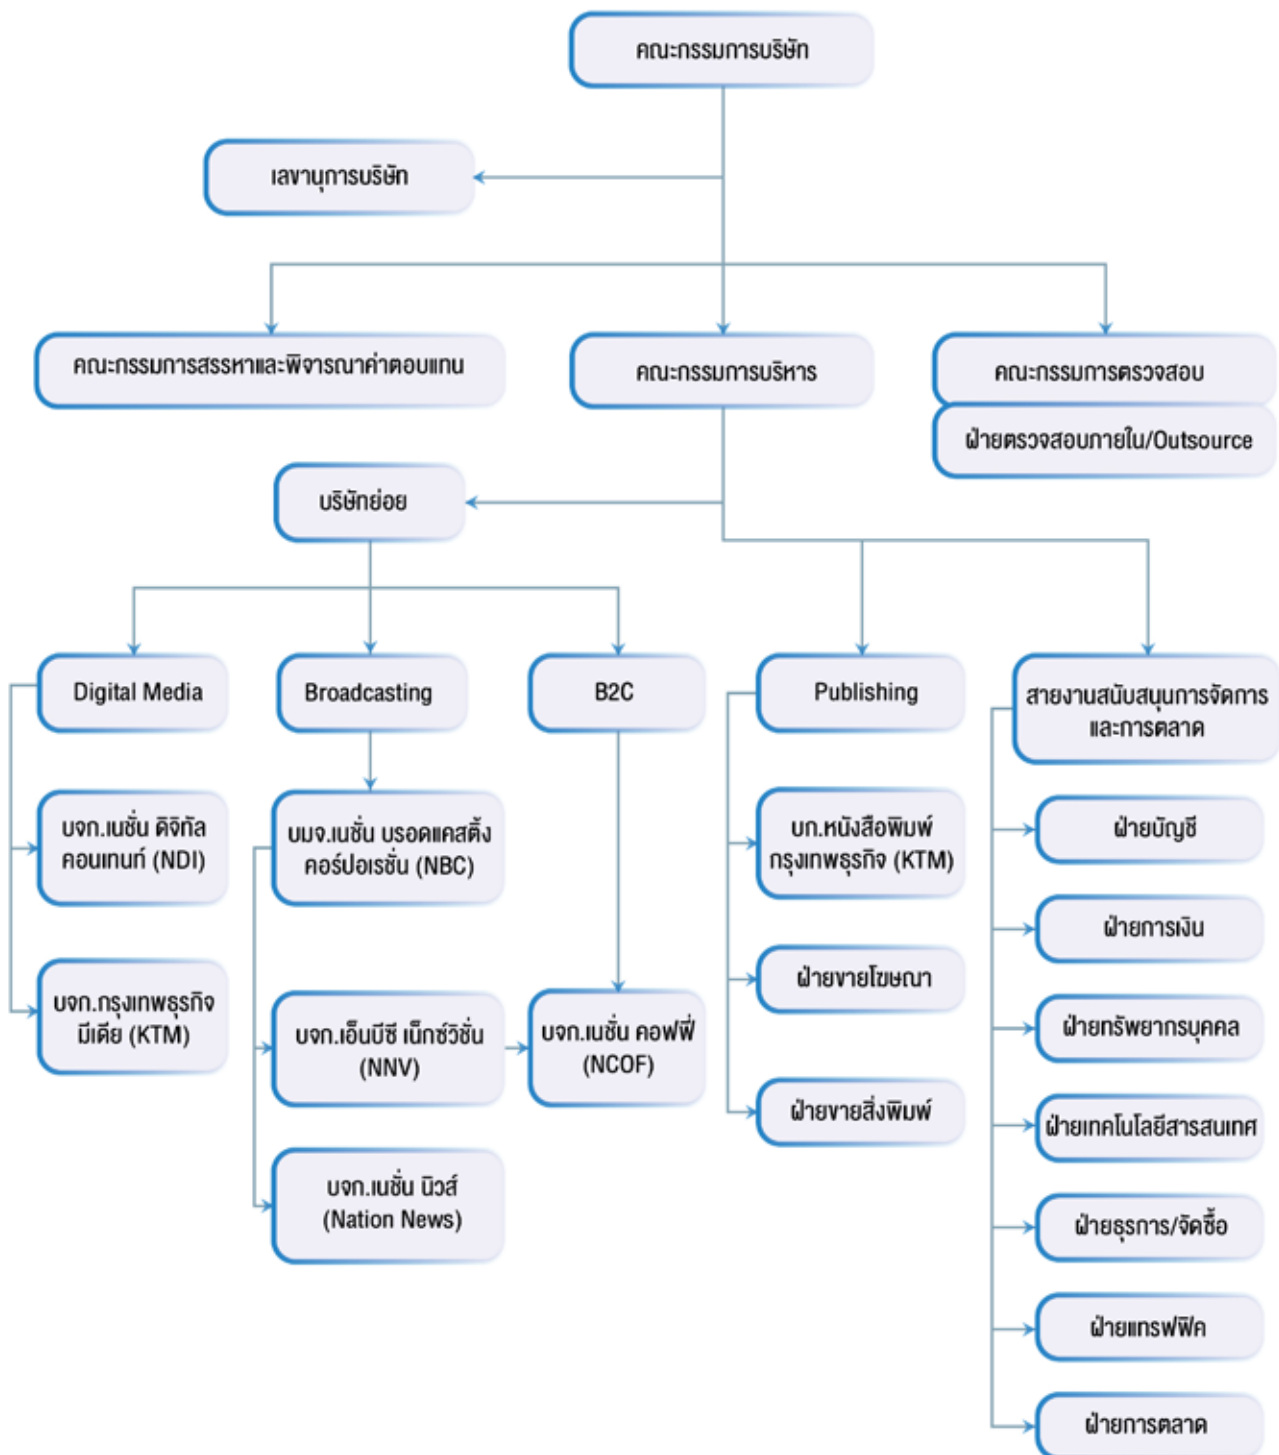 คณะกรรมการบริษัท
เลขานุการบริษัท
คณะกรรมการสรรหาและพิจารณาค่าตอบแทน
คณะกรรมการบริหาร
คณะกรรมการตรวจสอบ
ฝ่ายตรวจสอบภายใน/Outsource
บริษัทย่อย
Digital Media
Broadcasting
B2C
Publishing
สายงานสนับสนุนการจัดการ
และการตลาด
บจก.เนชั่น ดิจิทัล
คอนเทนท์ (NDI)
บจก.กรุงเทพธุรกิจ
มีเดีย (KTM)
บมจ.เนชั่น บรอดแคสติ้ง
คอร์ปอเรชั่น (NBC)
บจก.เอ็นบีซี เน็กซ์วิชั่น
(NNV)
บจก.เนชั่น นิวส์
(Nation News)
บจก.เนชั่น คอฟฟี่
(NCOF)
บก.หนังสือพิมพ์
กรุงเทพธุรกิจ (KTM)
ฝ่ายขายโฆษณา
ฝ่ายขายสิ่งพิมพ์
ฝ่ายบัญชี
ฝ่ายการเงิน
ฝ่ายทรัพยากรบุคคล
ฝ่ายเทคโนโลยีสารสนเทศ
ฝ่ายธุรการ/จัดซื้อ
ฝ่ายแทรฟฟิค
ฝ่ายการตลาด